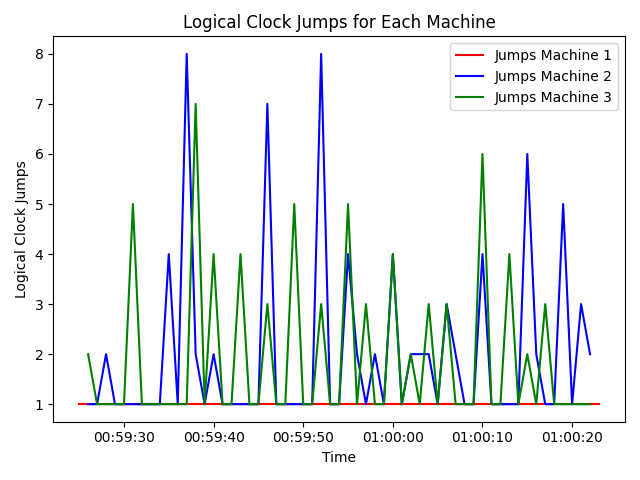 Logical Clock Jumps for Each Machine
Jumps Machine 1
Jumps Machine 2
Jumps Machine 3
Logical Clock Jumps
8
7
6
5
4
3
2
1
00:59:30 00:59:40 00:59:50 01:00:00 01:00:10 01:00:20
Time